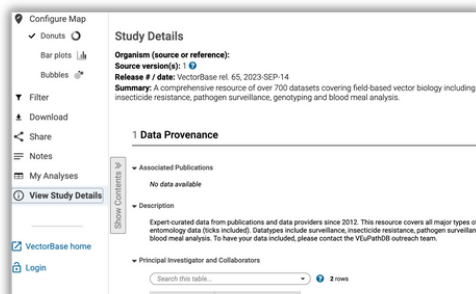 Configure Map
Donuts
Bar plots
Bubbles
Filter
Download
Share
Notes
My Analyses
View Study Details
VectorBase home
Login
Show Contents
Study Details
Organism (source or reference):
Source version(s): 1
Release # / date: VectorBase rel. 65, 2023-SEP-14
Summary: A comprehensive resource of over 700 datasets covering field-based vector biology including
insecticide resistance, pathogen surveillance, genotyping and blood meal analysis.
1 Data Provenance
Associated Publications
No data available
Description
Expert-curated data from publications and data providers since 2012. This resource covers all major types of
entomology data (ticks included). Datatypes include surveillance, insecticide resistance, pathogen surveillan
blood meal analysis. To have your data included, please contact the VEuPathDB outreach team.
Principal Investigator and Collaborators
Search this table...
2 rows